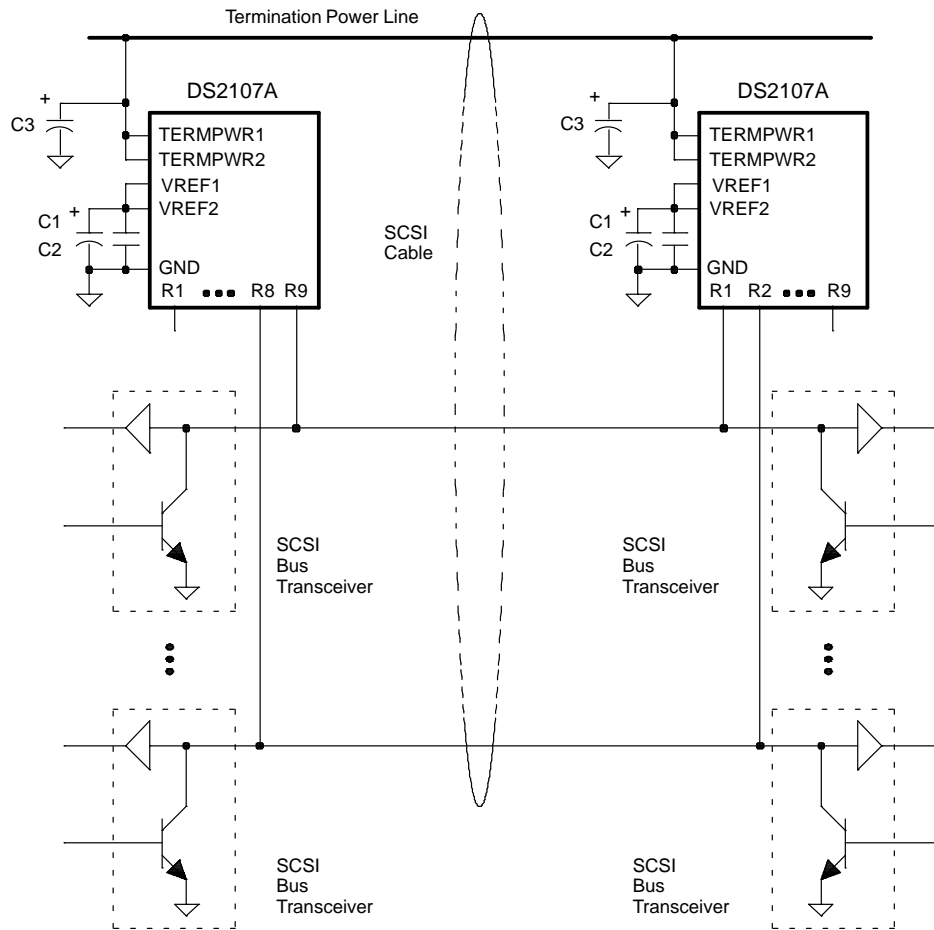 Termination Power Line
DS2107A
DS2107A
+
C3
TERMPWR1
TERMPWR2
VREF1
VREF2
C1
+
C2
GND
R1
R8
R9
+
C3
TERMPWR1
TERMPWR2
VREF1
VREF2
C1
+
C2
GND
R1
R2
R9
SCSI
Cable
SCSI
Bus
Transceiver
SCSI
Bus
Transceiver
SCSI
Bus
Transceiver
SCSI
Bus
Transceiver